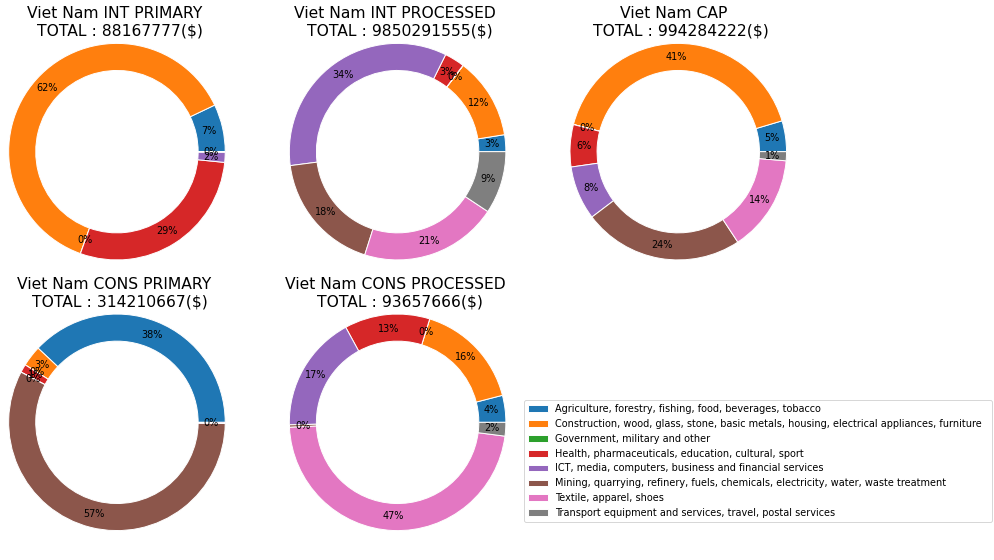 Viet Nam INT PRIMARY
TOTAL : 88167777($)
62%
7%
0%
2%
29%
0%
Viet Nam INT PROCESSED
TOTAL : 9850291555($)
34%
3%
0%
12%
3%
9%
18%
21%
Viet Nam CAP
TOTAL : 994284222($)
41%
0%
5%
6%
1%
8%
14%
24%
Viet Nam CONS PRIMARY
TOTAL : 314210667($)
38%
3%
0%
0%
0%
57%
Viet Nam CONS PROCESSED
TOTAL : 93657666($)
13%
0%
16%
17%
4%
0%
2%
47%
Agriculture, forestry, fishing, food, beverages, tobacco
Construction, wood, glass, stone, basic metals, housing, electrical appliances, furniture
Government, military and other
Health, pharmaceuticals, education, cultural, sport
ICT, media, computers, business and financial services
Mining, quarrying, refinery, fuels, chemicals, electricity, water, waste treatment
Textile, apparel, shoes
Transport equipment and services, travel, postal services